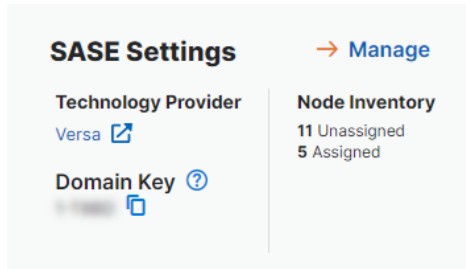 SASE Settings
Manage
Technology Provider
Versa
Domain Key
Node Inventory
11 Unassigned
5 Assigned